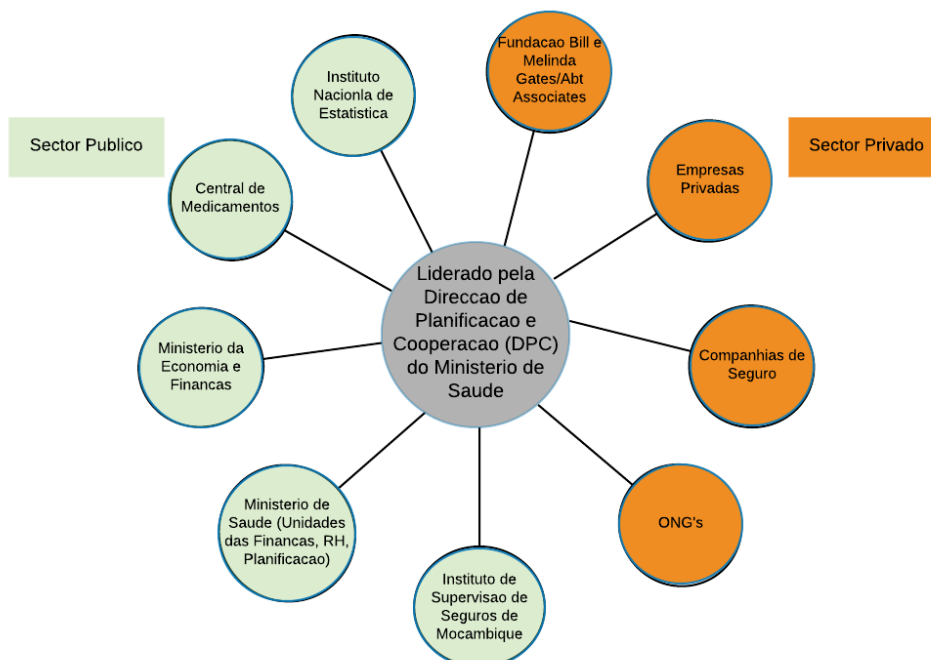 Sector Publico
Instituto
Nacionla de
Estatistica
Fundacao Bill e
Melinda
Gates/Abt
Associates
Sector Privado
Central de
Medicamentos
Empresas
Privadas
Liderado pela
Direccao de
Planificacao e
Cooperacao (DPC)
do Ministerio de
Saude
Ministerio da
Economia e
Financas
Companhias de
Seguro
Ministerio de
Saude (Unidades
das Financas, RH,
Planificacao)
ONG's
Instituto de
Supervisao de
Seguros de
Mocambique